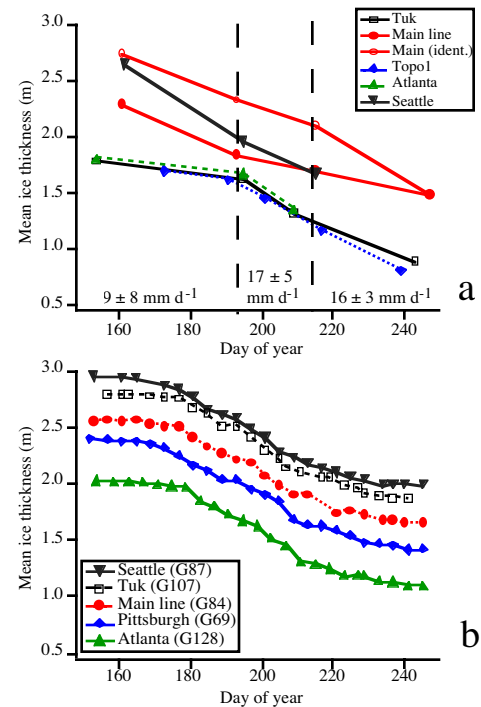 3.0
2.5
2.0
1.5
1.0
0.5
Mean ice thickness (m)
Tuk
Main line
Main (ident.)
Topo1
Atlanta
Seattle
9 ± 8 mm d⁻¹
17 ± 5
mm d⁻¹
16 ± 3 mm d⁻¹
a
160 180 200 220 240
Day of year
3.0
2.5
2.0
1.5
1.0
0.5
Mean ice thickness (m)
Seattle (G87)
Tuk (G107)
Main line (G84)
Pittsburgh (G69)
Atlanta (G128)
b
160 180 200 220 240
Day of year